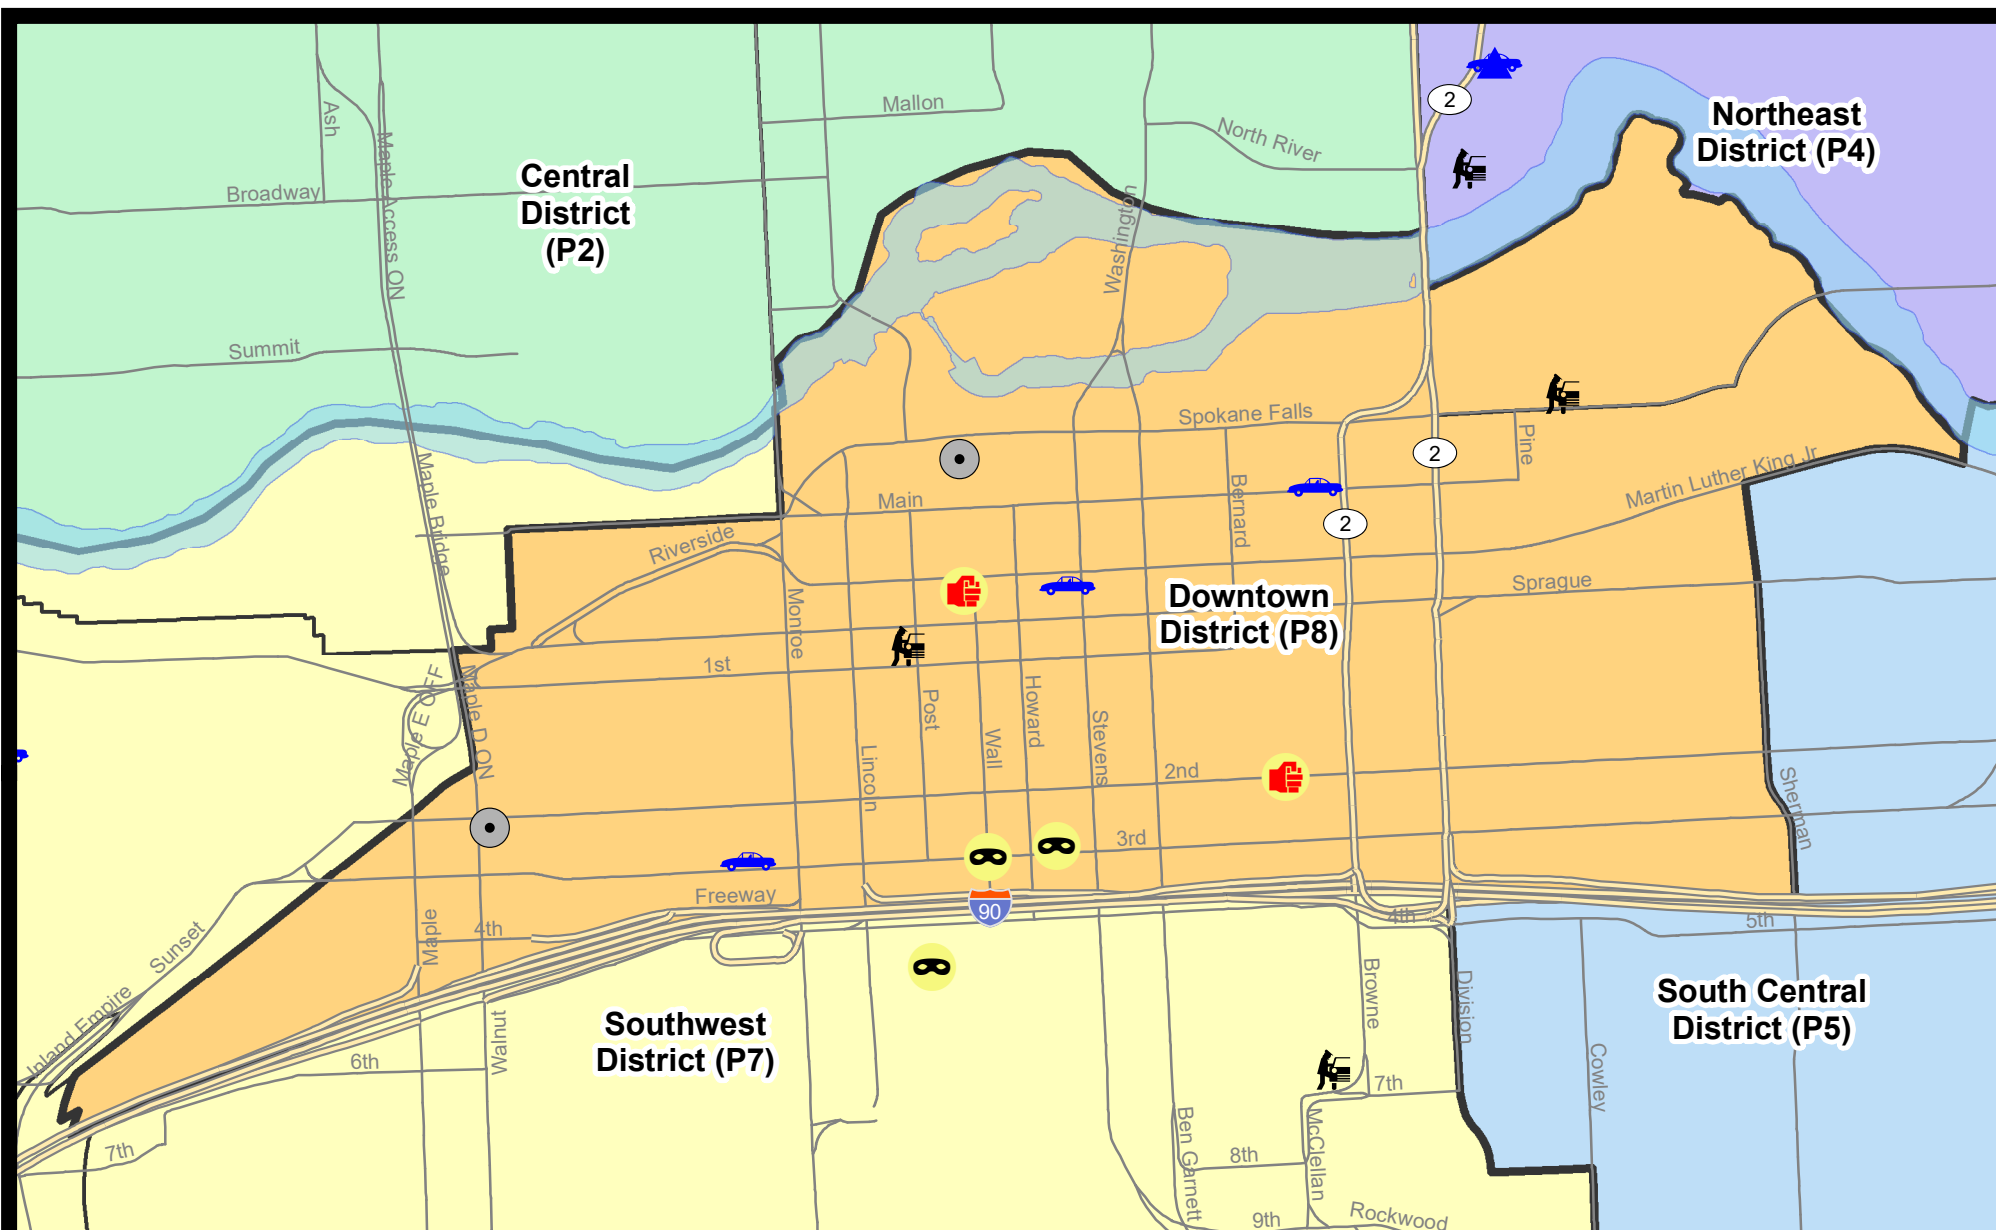 2
Northeast
District (P4)
Mallon
Ash
Maple Access ON
North River
Central
District
(P2)
Broadway
Washington
Summit
Spokane Falls
Pine
2
Martin Luther King Jr
Maple Bridge
Main
Bernard
2
Riverside
Downtown
District (P8)
Sprague
Monroe
1st
Maple E OFF
Maple D ON
Post
Howard
Stevens
Wall
Lincoln
2nd
Sherman
3rd
Freeway
90
4th
4th
5th
Maple
Sunset
Inland Empire
Browne
Division
Southwest
District (P7)
South Central
District (P5)
Walnut
6th
Cowley
7th
7th
Ben Garnett
McClellan
8th
9th
Rockwood